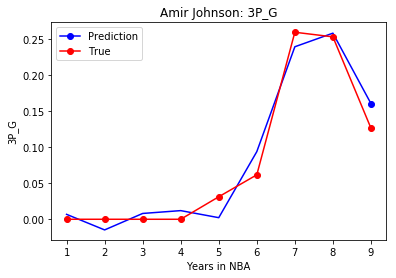 Amir Johnson: 3P_G
Prediction
True
3P_G
0.25
0.20
0.15
0.10
0.05
0.00
1 2 3 4 5 6 7 8 9
Years in NBA